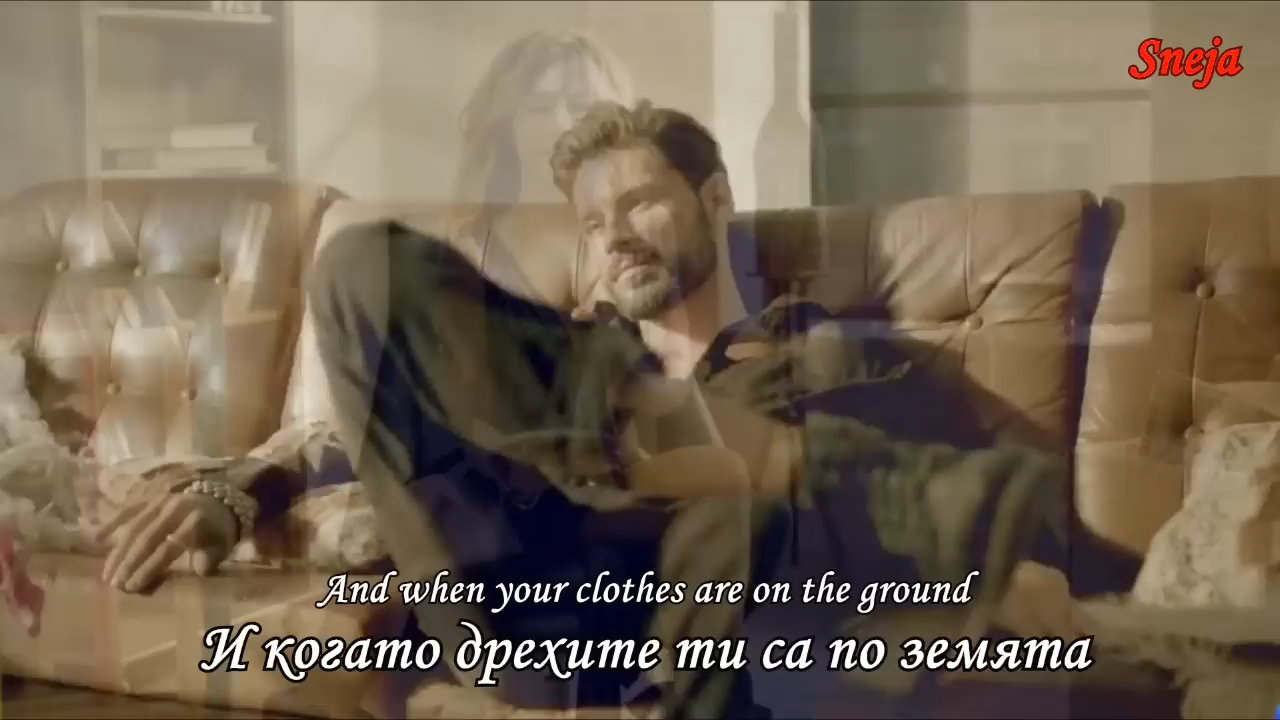 Sneja
And when your clothes are on the ground
И когато дрехите ти са по земята